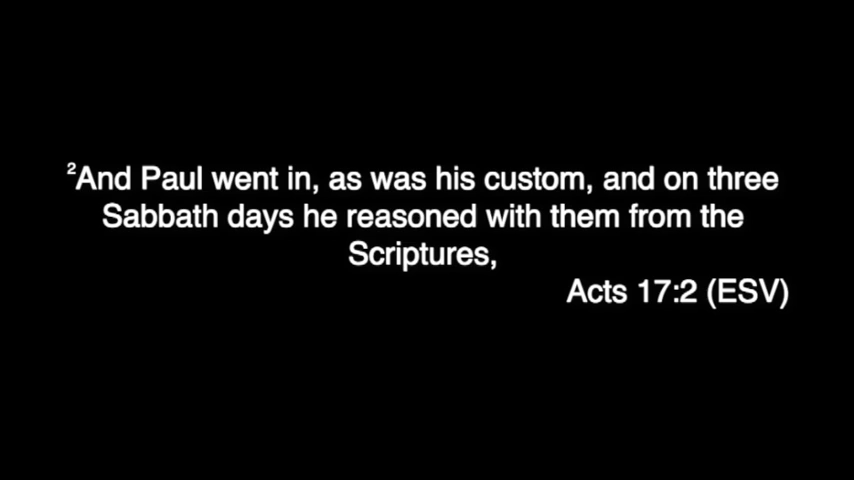 ²And Paul went in, as was his custom, and on three
Sabbath days he reasoned with them from the
Scriptures,
Acts 17:2 (ESV)